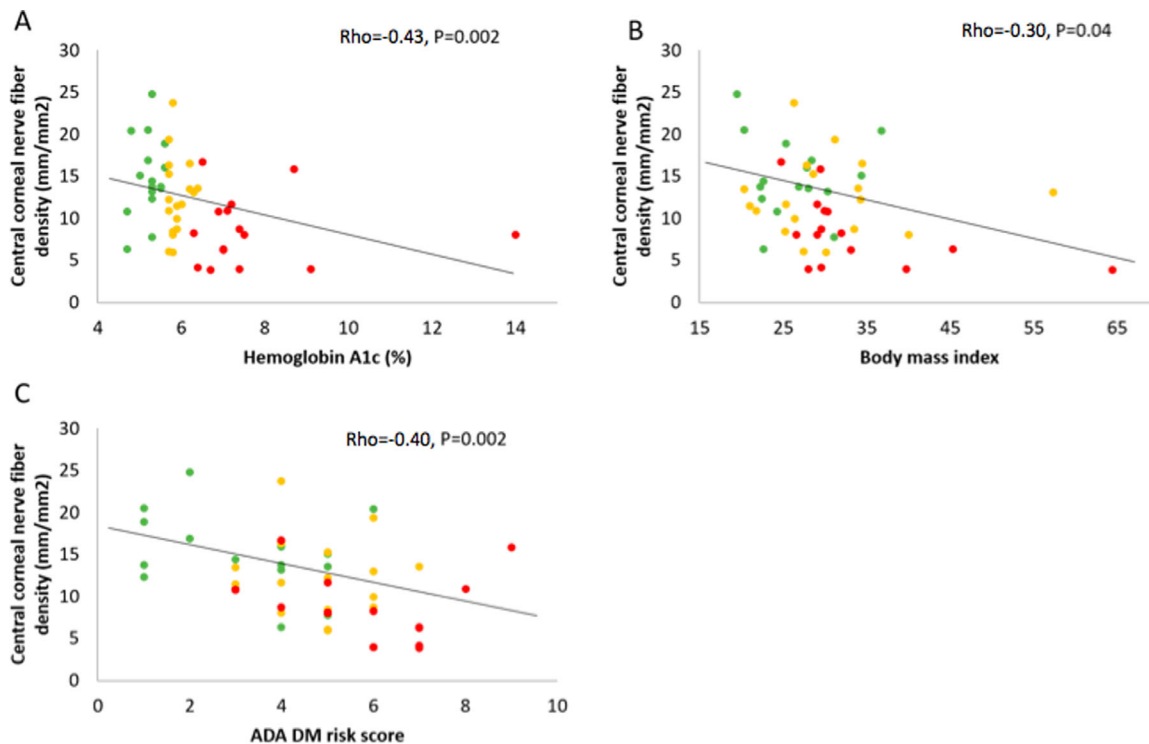 A
Rho=-0.43, P=0.002
Central corneal nerve fiber
density (mm/mm2)
30
25
20
15
10
5
0
4
6
8
10
12
14
Hemoglobin A1c (%)
B
Rho=-0.30, P=0.04
Central corneal nerve fiber
density (mm/mm2)
30
25
20
15
10
5
0
15
25
35
45
55
65
Body mass index
C
Rho=-0.40, P=0.002
Central corneal nerve fiber
density (mm/mm2)
30
25
20
15
10
5
0
0
2
4
6
8
10
ADA DM risk score